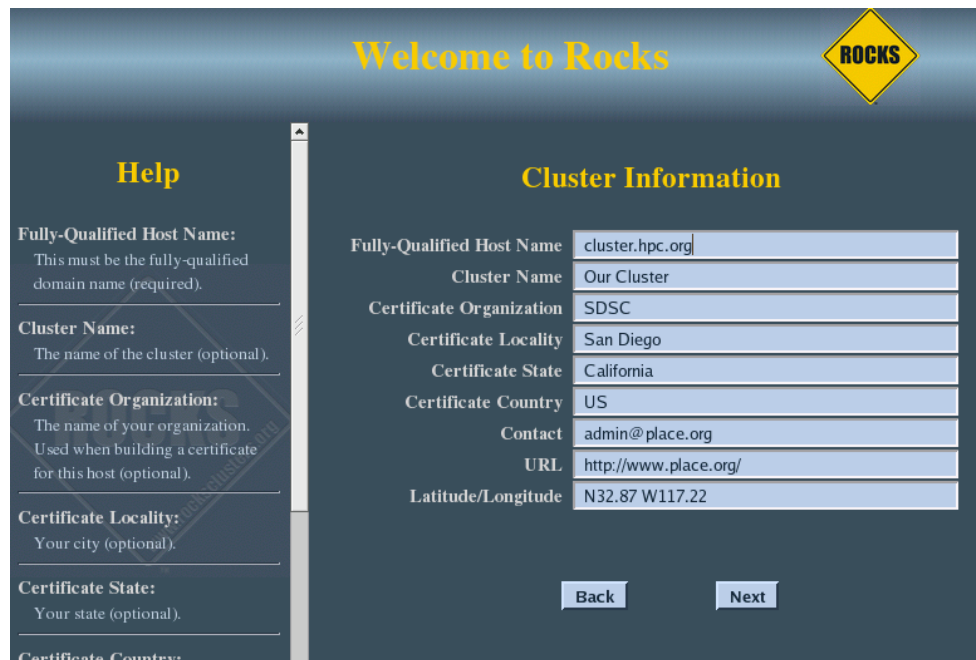 Welcome to Rocks
ROCKS
Help
Fully-Qualified Host Name:
This must be the fully-qualified
domain name (required).
Cluster Name:
The name of the cluster (optional).
Certificate Organization:
The name of your organization.
Used when building a certificate
for this host (optional).
Certificate Locality:
Your city (optional).
Certificate State:
Your state (optional).
Certificate Country:
Cluster Information
Fully-Qualified Host Name cluster.hpc.org
Cluster Name Our Cluster
Certificate Organization SDSC
Certificate Locality San Diego
Certificate State California
Certificate Country US
Contact admin@place.org
URL http://www.place.org/
Latitude/Longitude N32.87 W117.22
Back Next
ROCKS